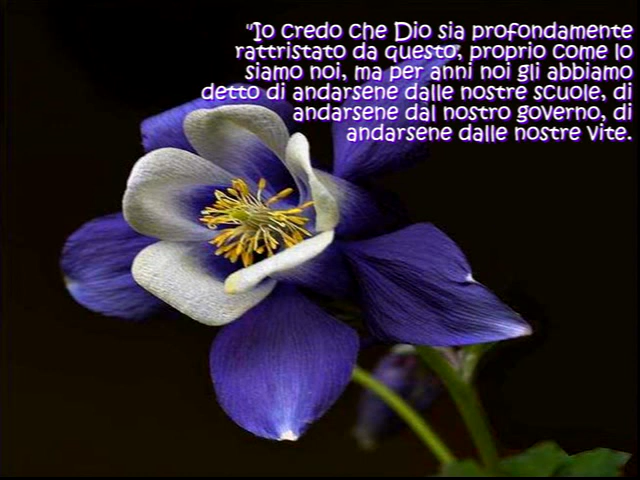 "Io credo che Dio sia profondamente
rattristato da questo, proprio come lo
siamo noi, ma per anni noi gli abbiamo
detto di andarsene dalle nostre scuole, di
andarsene dal nostro governo, di
andarsene dalle nostre vite.